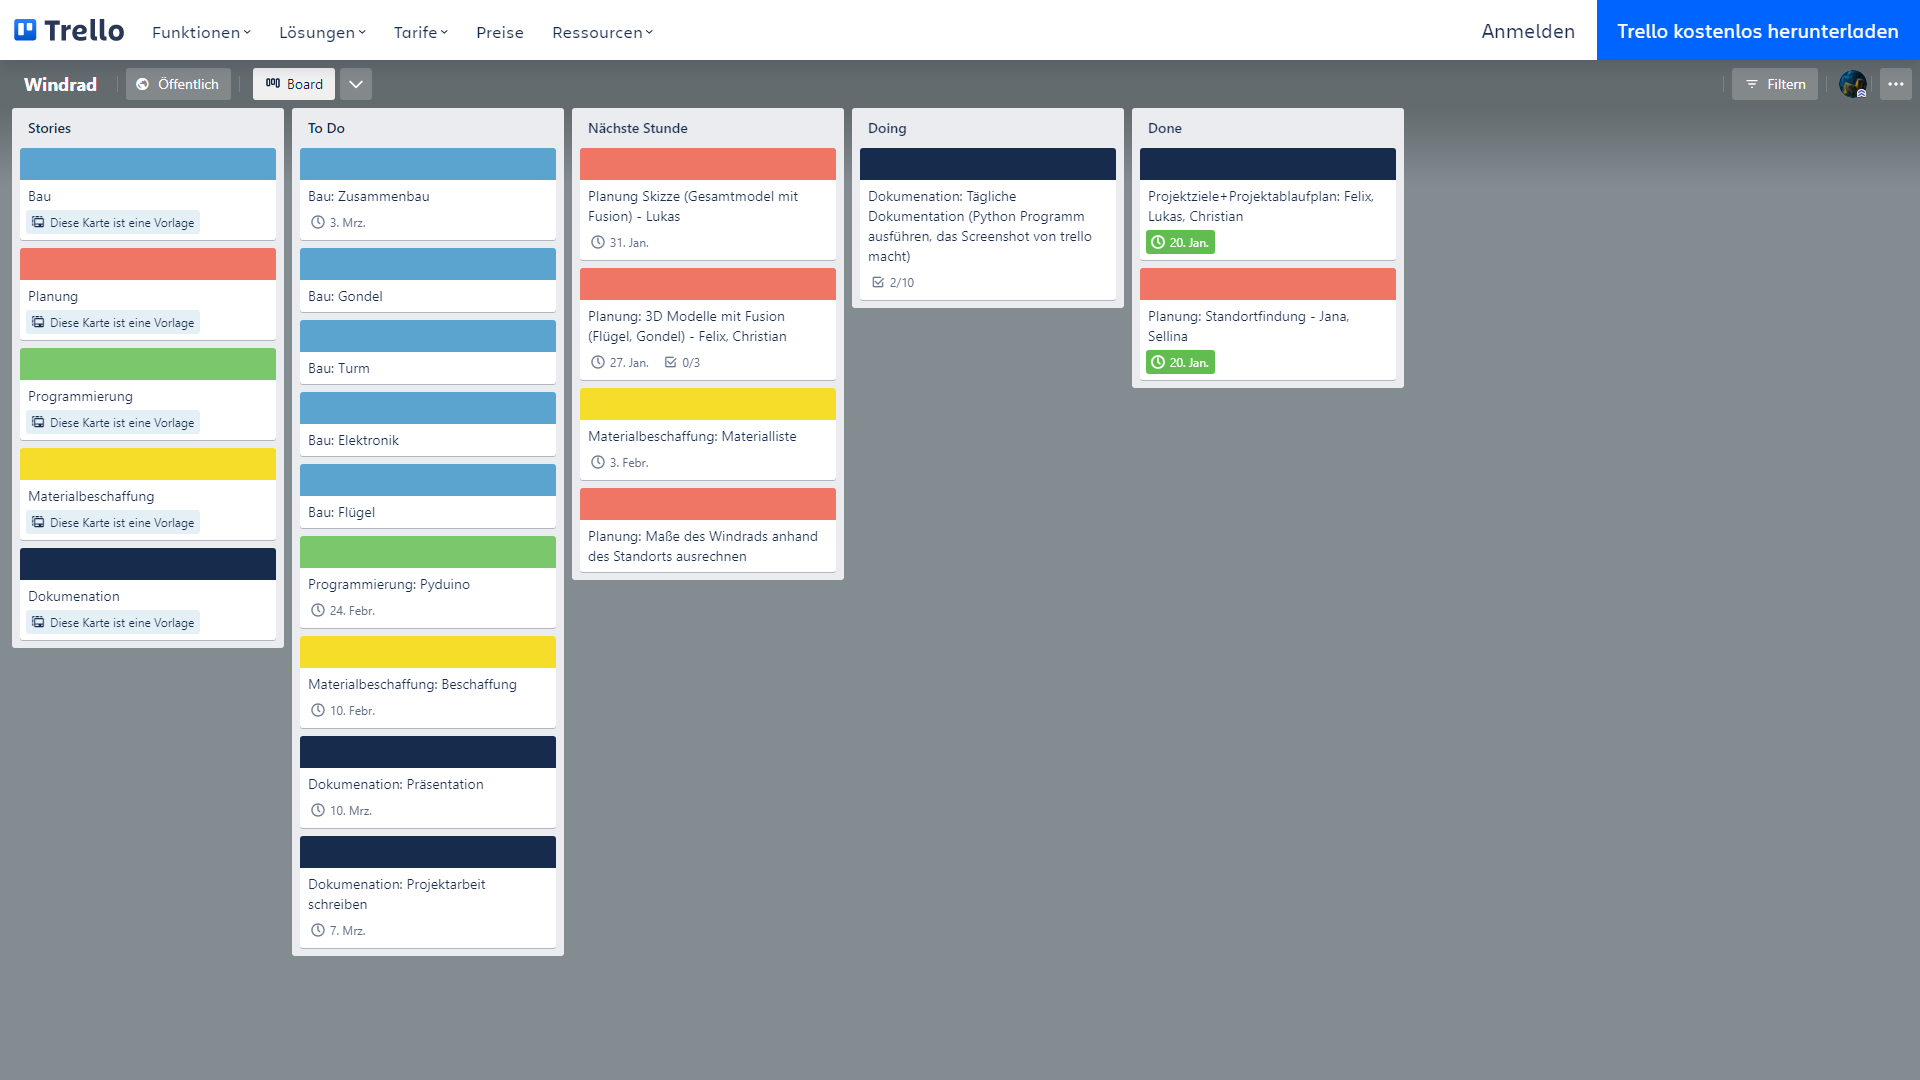 Trello
Funktionen
Lösungen
Tarife
Preise
Ressourcen
Anmelden
Trello kostenlos herunterladen
Windrad
Öffentlich
Board
Filtern
Stories
Bau
Diese Karte ist eine Vorlage
Planung
Diese Karte ist eine Vorlage
Programmierung
Diese Karte ist eine Vorlage
Materialbeschaffung
Diese Karte ist eine Vorlage
Dokumenation
Diese Karte ist eine Vorlage
To Do
Bau: Zusammenbau
3. Mrz.
Bau: Gondel
Bau: Turm
Bau: Elektronik
Bau: Flügel
Programmierung: Pyduino
24. Febr.
Materialbeschaffung: Beschaffung
10. Febr.
Dokumenation: Präsentation
10. Mrz.
Dokumenation: Projektarbeit
schreiben
7. Mrz.
Nächste Stunde
Planung Skizze (Gesamtmodel mit
Fusion) - Lukas
31. Jan.
Planung: 3D Modelle mit Fusion
(Flügel, Gondel) - Felix, Christian
27. Jan. 0/3
Materialbeschaffung: Materialliste
3. Febr.
Planung: Maße des Windrads anhand
des Standorts ausrechnen
Doing
Dokumenation: Tägliche
Dokumentation (Python Programm
ausführen, das Screenshot von trello
macht)
2/10
Done
Projektziele+Projektablaufplan: Felix,
Lukas, Christian
20. Jan.
Planung: Standortfindung - Jana,
Sellina
20. Jan.